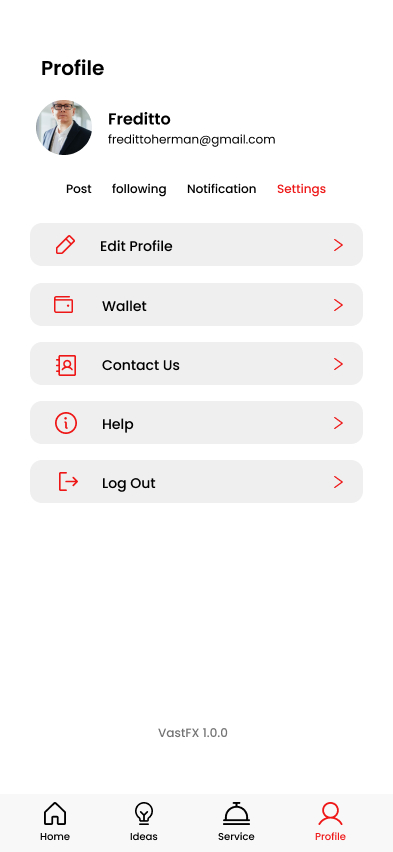 Profile
Freditto
fredittoherman@gmail.com
Post following Notification Settings
Edit Profile
Wallet
Contact Us
Help
Log Out
VastFX 1.0.0
Home Ideas Service Profile